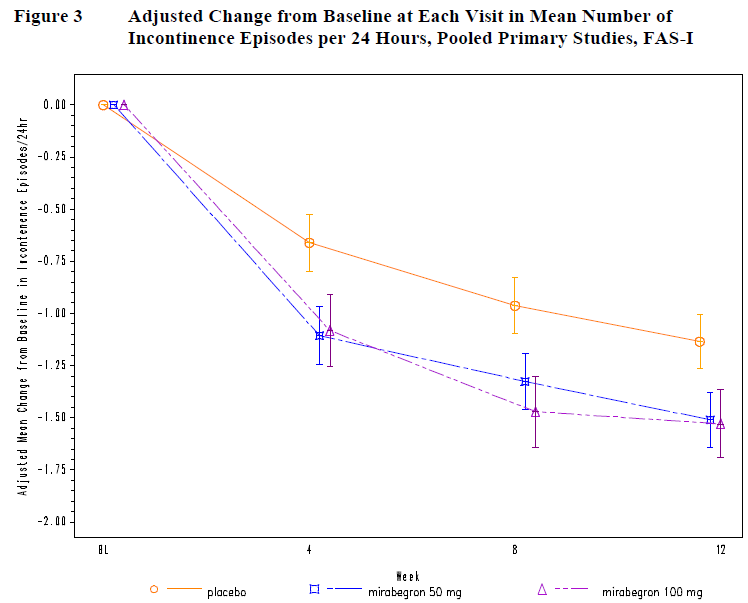 Figure 3 Adjusted Change from Baseline at Each Visit in Mean Number of
Incontinence Episodes per 24 Hours, Pooled Primary Studies, FAS-I
Adjusted Mean Change from Baseline in Incontenence Episodes/24hr
0.00
-0.25
-0.50
-0.75
-1.00
-1.25
-1.50
-1.75
-2.00
BL 4 8 12
Week
placebo mirabegron 50 mg mirabegron 100 mg